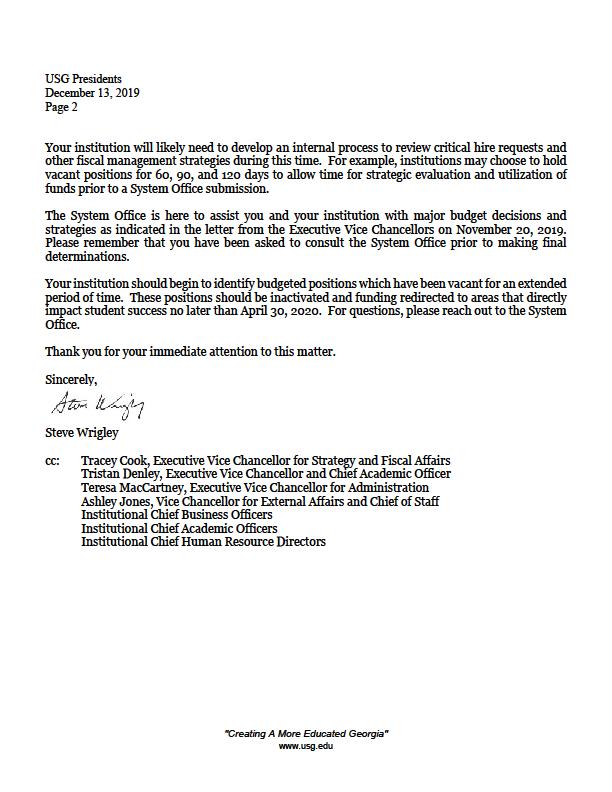 USG Presidents
December 13, 2019
Page 2
Your institution will likely need to develop an internal process to review critical hire requests and
other fiscal management strategies during this time.  For example, institutions may choose to hold
vacant positions for 60, 90, and 120 days to allow time for strategic evaluation and utilization of
funds prior to a System Office submission.
The System Office is here to assist you and your institution with major budget decisions and
strategies as indicated in the letter from the Executive Vice Chancellors on November 20, 2019.
Please remember that you have been asked to consult the System Office prior to making final
determinations.
Your institution should begin to identify budgeted positions which have been vacant for an extended
period of time.  These positions should be inactivated and funding redirected to areas that directly
impact student success no later than April 30, 2020.  For questions, please reach out to the System
Office.
Thank you for your immediate attention to this matter.
Sincerely,
Steve Wrigley
Steve Wrigley
cc: Tracey Cook, Executive Vice Chancellor for Strategy and Fiscal Affairs
Tristan Denley, Executive Vice Chancellor and Chief Academic Officer
Teresa MacCartney, Executive Vice Chancellor for Administration
Ashley Jones, Vice Chancellor for External Affairs and Chief of Staff
Institutional Chief Business Officers
Institutional Chief Academic Officers
Institutional Chief Human Resource Directors
"Creating A More Educated Georgia"
www.usg.edu